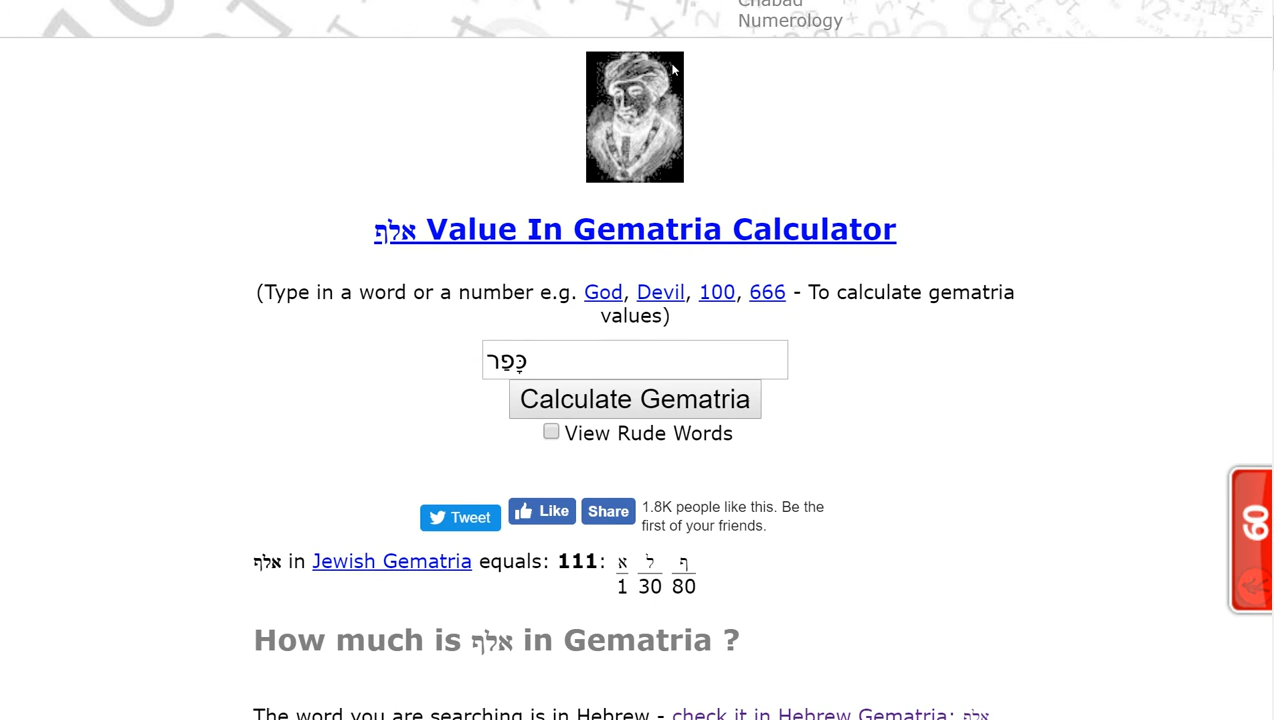 Chabad
Numerology
אלף Value In Gematria Calculator
(Type in a word or a number e.g. God, Devil, 100, 666 - To calculate gematria
values)
כָּפַר
Calculate Gematria
View Rude Words
Tweet
Like
Share
1.8K people like this. Be the
first of your friends.
אלף in Jewish Gematria equals: 111: א ל ף
1 30 80
60
How much is אלף in Gematria ?
The word you are searching is in Hebrew - check it in Hebrew Gematria: אלף